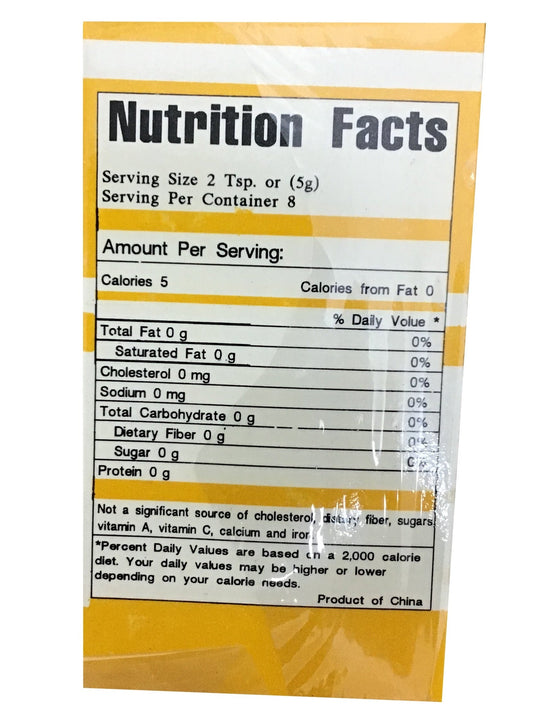 Nutrition Facts
Serving Size 2 Tsp. or (5g)
Serving Per Container 8
Amount Per Serving:
Calories 5 Calories from Fat 0
% Daily Volue *
Total Fat 0 g 0%
Saturated Fat 0 g 0%
Cholesterol 0 mg 0%
Sodium 0 mg 0%
Total Carbohydrate 0 g 0%
Dietary Fiber 0 g 0%
Sugar 0 g 0%
Protein 0 g
Not a significant source of cholesterol, dietary fiber, sugars,
vitamin A, vitamin C, calcium and iron
*Percent Daily Values are based on a 2,000 calorie
diet. Your daily values may be higher or lower
depending on your calorie needs.
Product of China